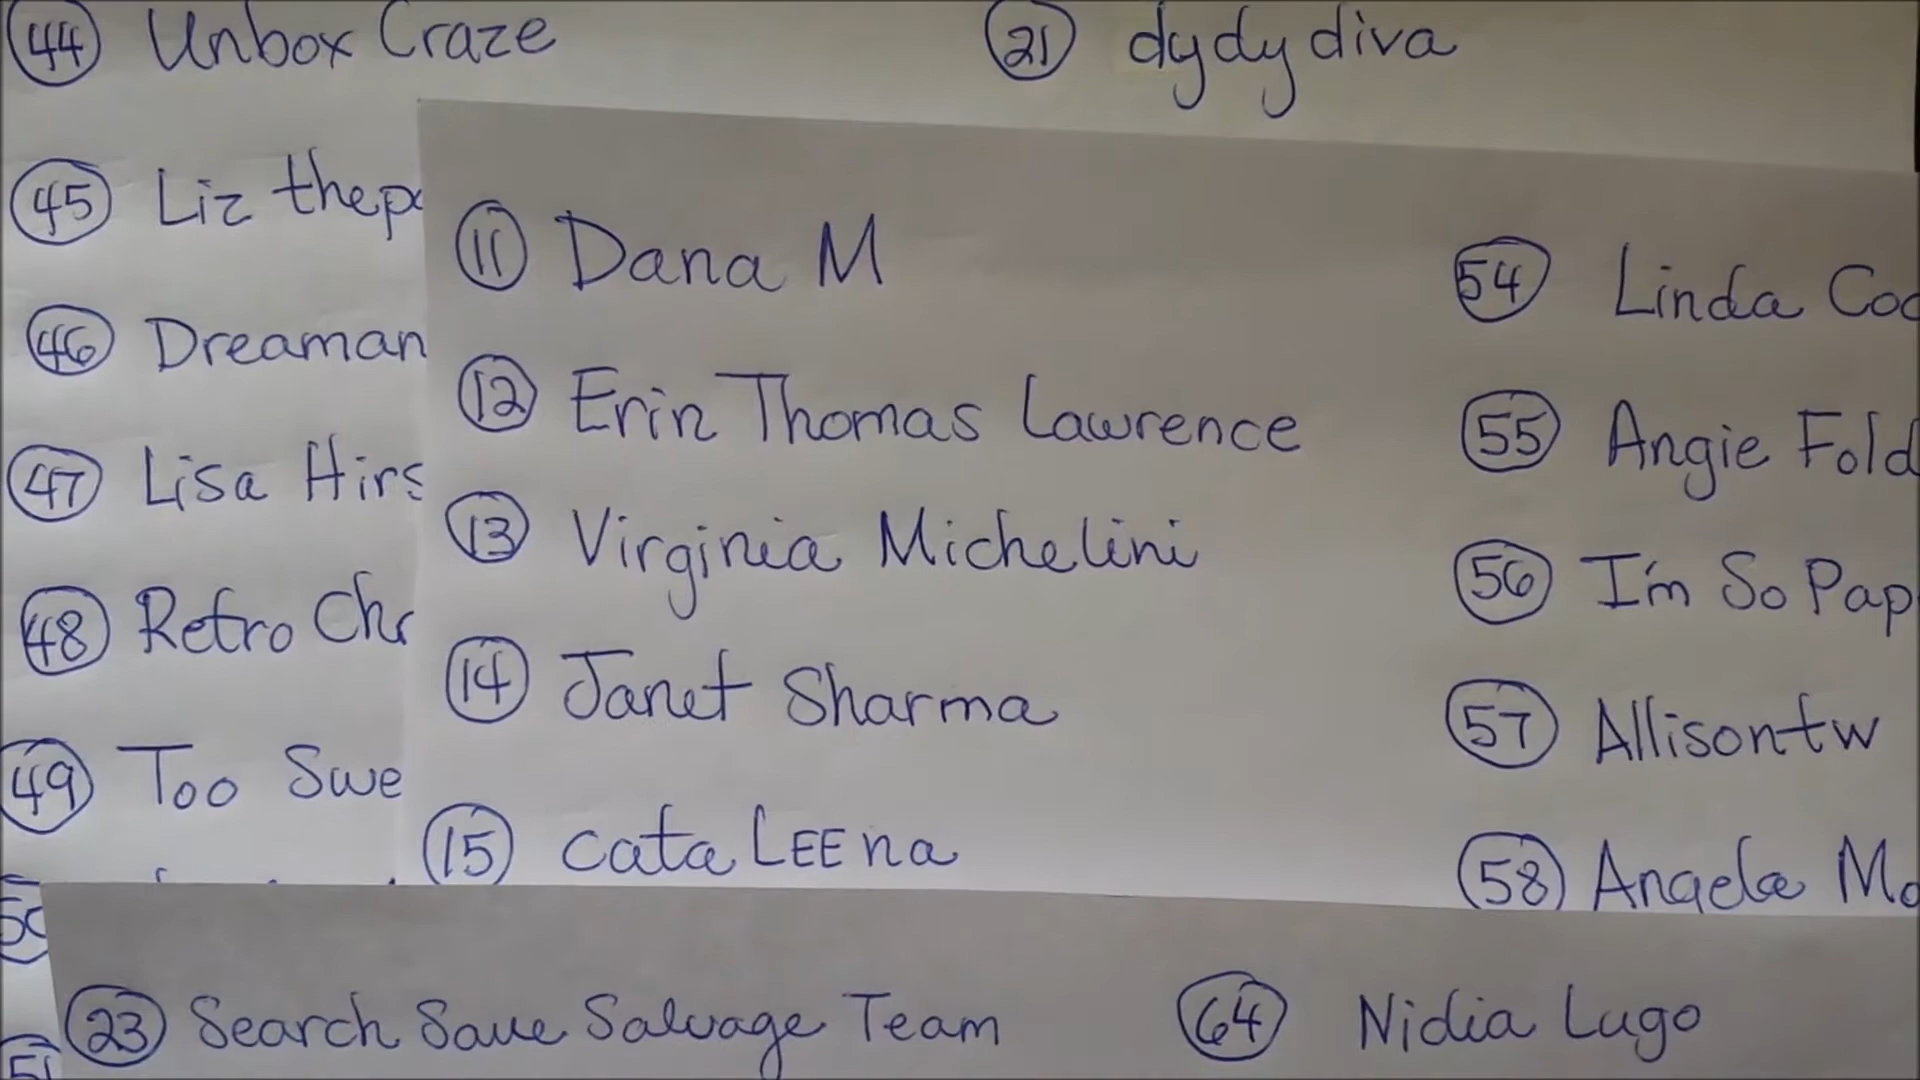 44 Unbox Craze
21 dydy diva
45 Liz
46
47 Lisa
48 Retro
49 Too
11 Dana M
12 Erin Thomas Lawrence
13 Virginia Michelini
14 Janet Sharma
15 cataLEEna
54 Linda
55 Angie
56 I'm So
57 Allisontw
58 Angela
23 Search Save Salvage Team
64 Nidia Lugo
51